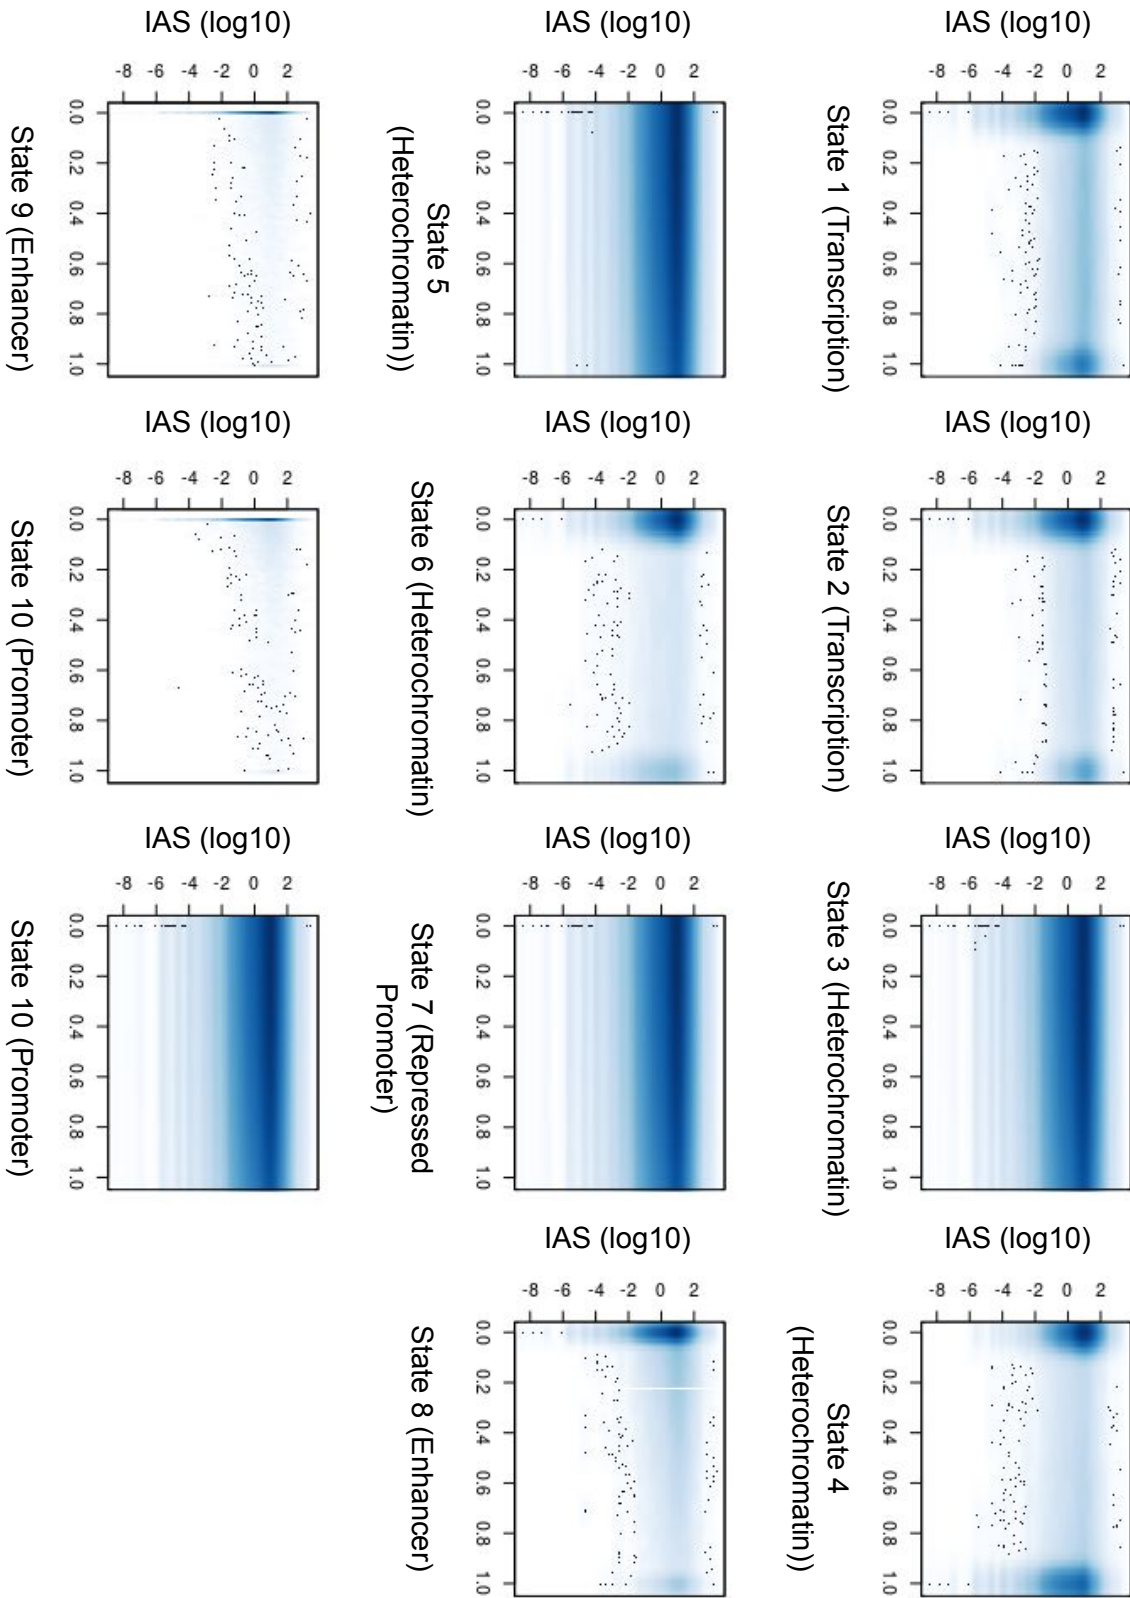 IAS (log10)
-8 -6 -4 -2 0 2
0.0 0.2 0.4 0.6 0.8 1.0
State 1 (Transcription)
IAS (log10)
-8 -6 -4 -2 0 2
0.0 0.2 0.4 0.6 0.8 1.0
State 2 (Transcription)
IAS (log10)
-8 -6 -4 -2 0 2
0.0 0.2 0.4 0.6 0.8 1.0
State 3 (Heterochromatin)
IAS (log10)
-8 -6 -4 -2 0 2
0.0 0.2 0.4 0.6 0.8 1.0
State 4
(Heterochromatin))
IAS (log10)
-8 -6 -4 -2 0 2
0.0 0.2 0.4 0.6 0.8 1.0
State 5
(Heterochromatin))
IAS (log10)
-8 -6 -4 -2 0 2
0.0 0.2 0.4 0.6 0.8 1.0
State 6 (Heterochromatin)
IAS (log10)
-8 -6 -4 -2 0 2
0.0 0.2 0.4 0.6 0.8 1.0
State 7 (Repressed
Promoter)
IAS (log10)
-8 -6 -4 -2 0 2
0.0 0.2 0.4 0.6 0.8 1.0
State 8 (Enhancer)
IAS (log10)
-8 -6 -4 -2 0 2
0.0 0.2 0.4 0.6 0.8 1.0
State 9 (Enhancer)
IAS (log10)
-8 -6 -4 -2 0 2
0.0 0.2 0.4 0.6 0.8 1.0
State 10 (Promoter)
IAS (log10)
-8 -6 -4 -2 0 2
0.0 0.2 0.4 0.6 0.8 1.0
State 10 (Promoter)